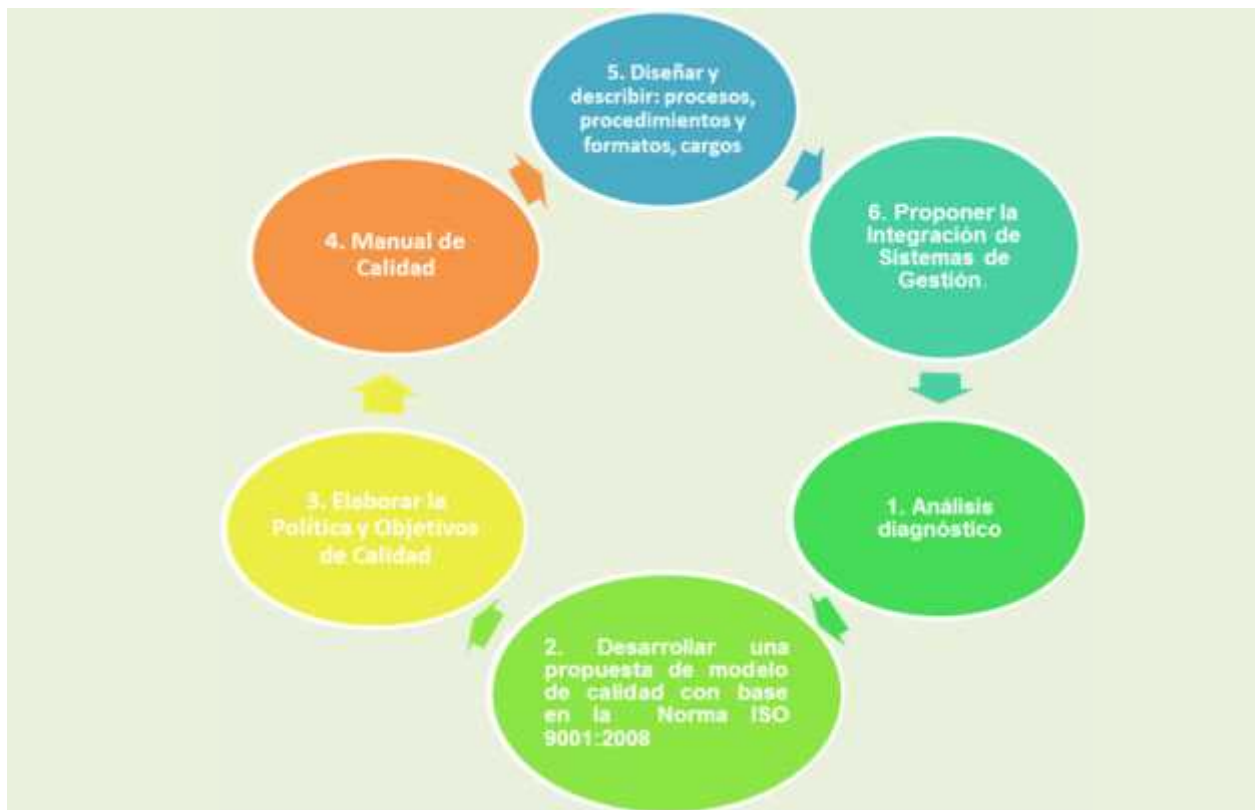 5. Diseñar y
describir: procesos,
procedimientos y
formatos, cargos
6. Proponer la
Integración de
Sistemas de
Gestión.
1. Análisis
diagnóstico
2. Desarrollar una
propuesta de modelo
de calidad con base
en la Norma ISO
9001:2008
3. Elaborar la
Política y Objetivos
de Calidad
4. Manual de
Calidad